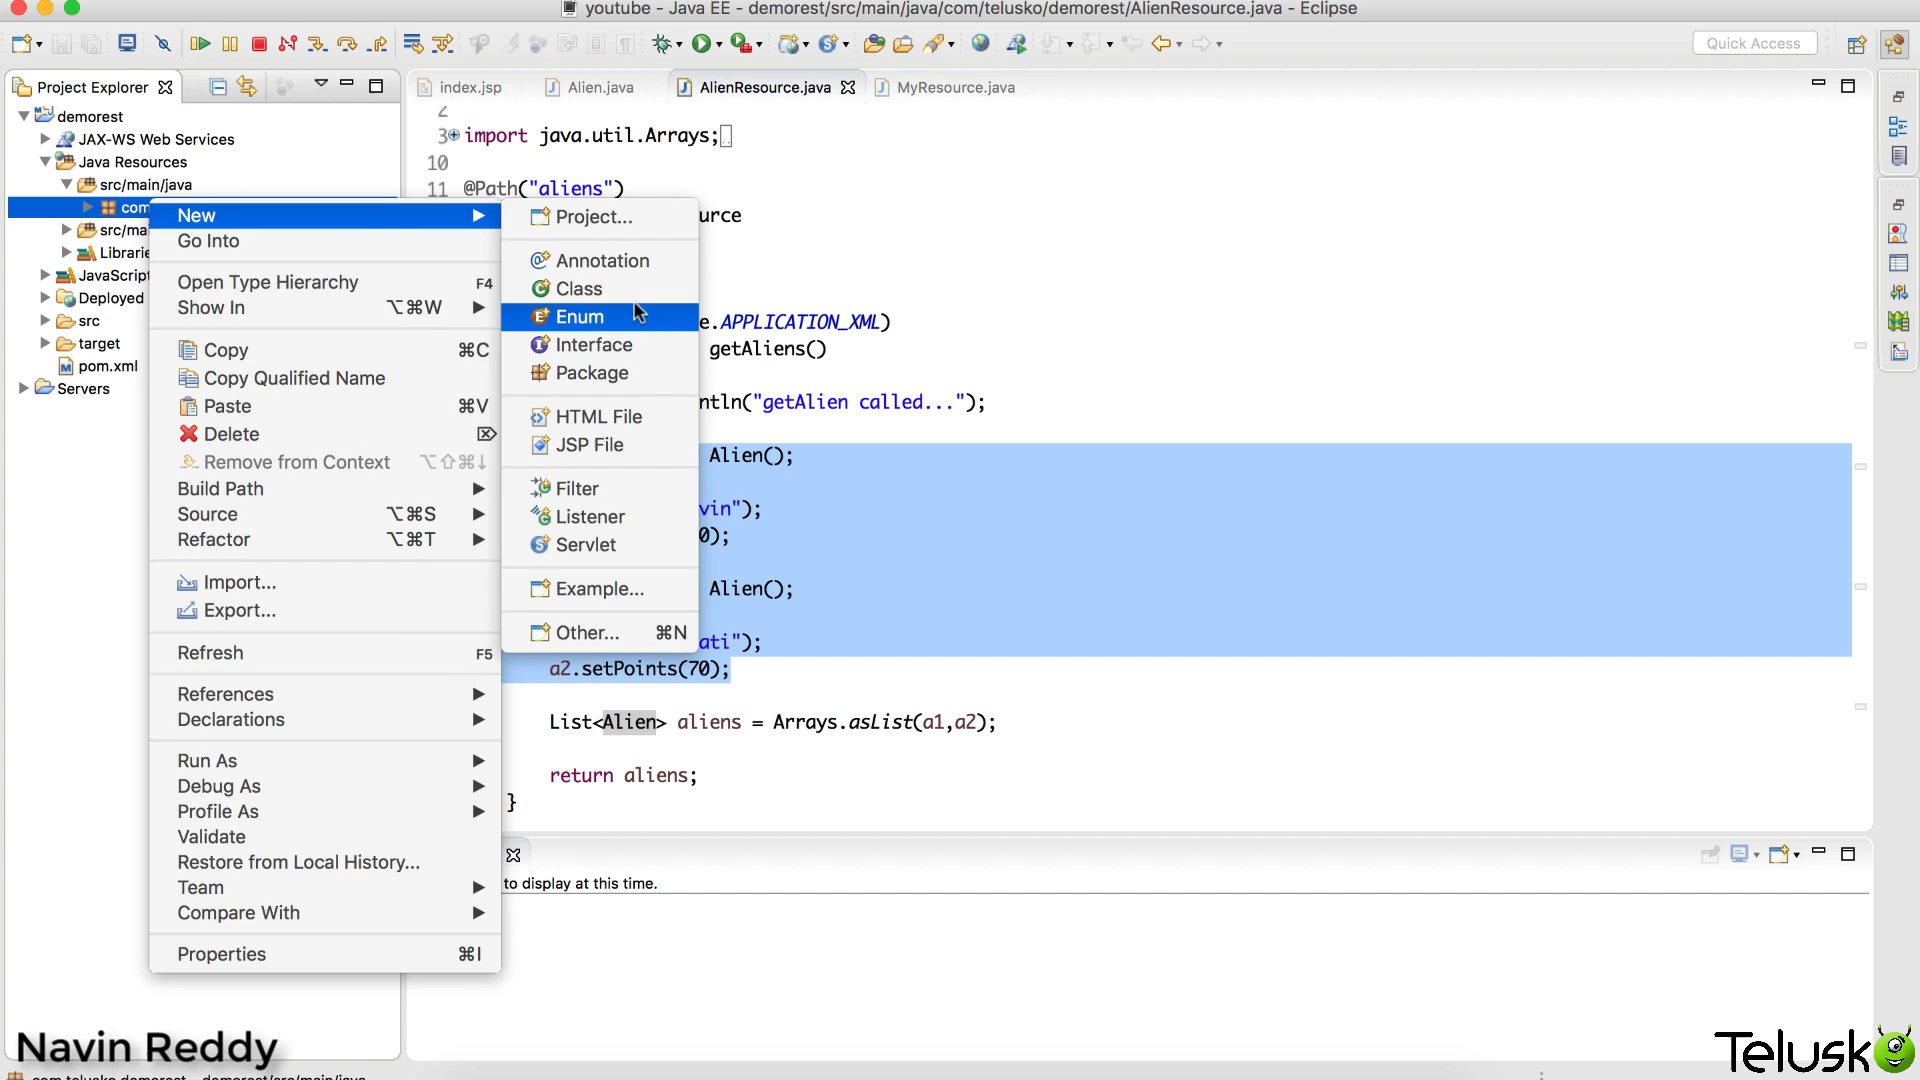 youtube - Java EE - demorest/src/main/java/com/telusko/demorest/AlienResource.java - Eclipse
Quick Access
Project Explorer
index.jsp
Alien.java
AlienResource.java
MyResource.java
demorest
JAX-WS Web Services
Java Resources
src/main/java
com
src/ma
Librarie
JavaScript
Deployed
src
target
pom.xml
Servers
New
Go Into
Open Type Hierarchy F4
Show In ⌥⌘W
Copy ⌘C
Copy Qualified Name
Paste ⌘V
Delete ⌦
Remove from Context ⌥⇧⌘↓
Build Path
Source ⌥⌘S
Refactor ⌥⌘T
Import...
Export...
Refresh F5
References
Declarations
Run As
Debug As
Profile As
Validate
Restore from Local History...
Team
Compare With
Properties ⌘I
Project...
Annotation
Class
Enum
Interface
Package
HTML File
JSP File
Filter
Listener
Servlet
Example...
Other... ⌘N
2
3 import java.util.Arrays;
10
11 @Path("aliens")
urce
e.APPLICATION_XML)
getAliens()
ntln("getAlien called...");
Alien();
vin");
0);
Alien();
ati");
a2.setPoints(70);
List<Alien> aliens = Arrays.asList(a1,a2);
return aliens;
}
to display at this time.
Navin Reddy
Telusko